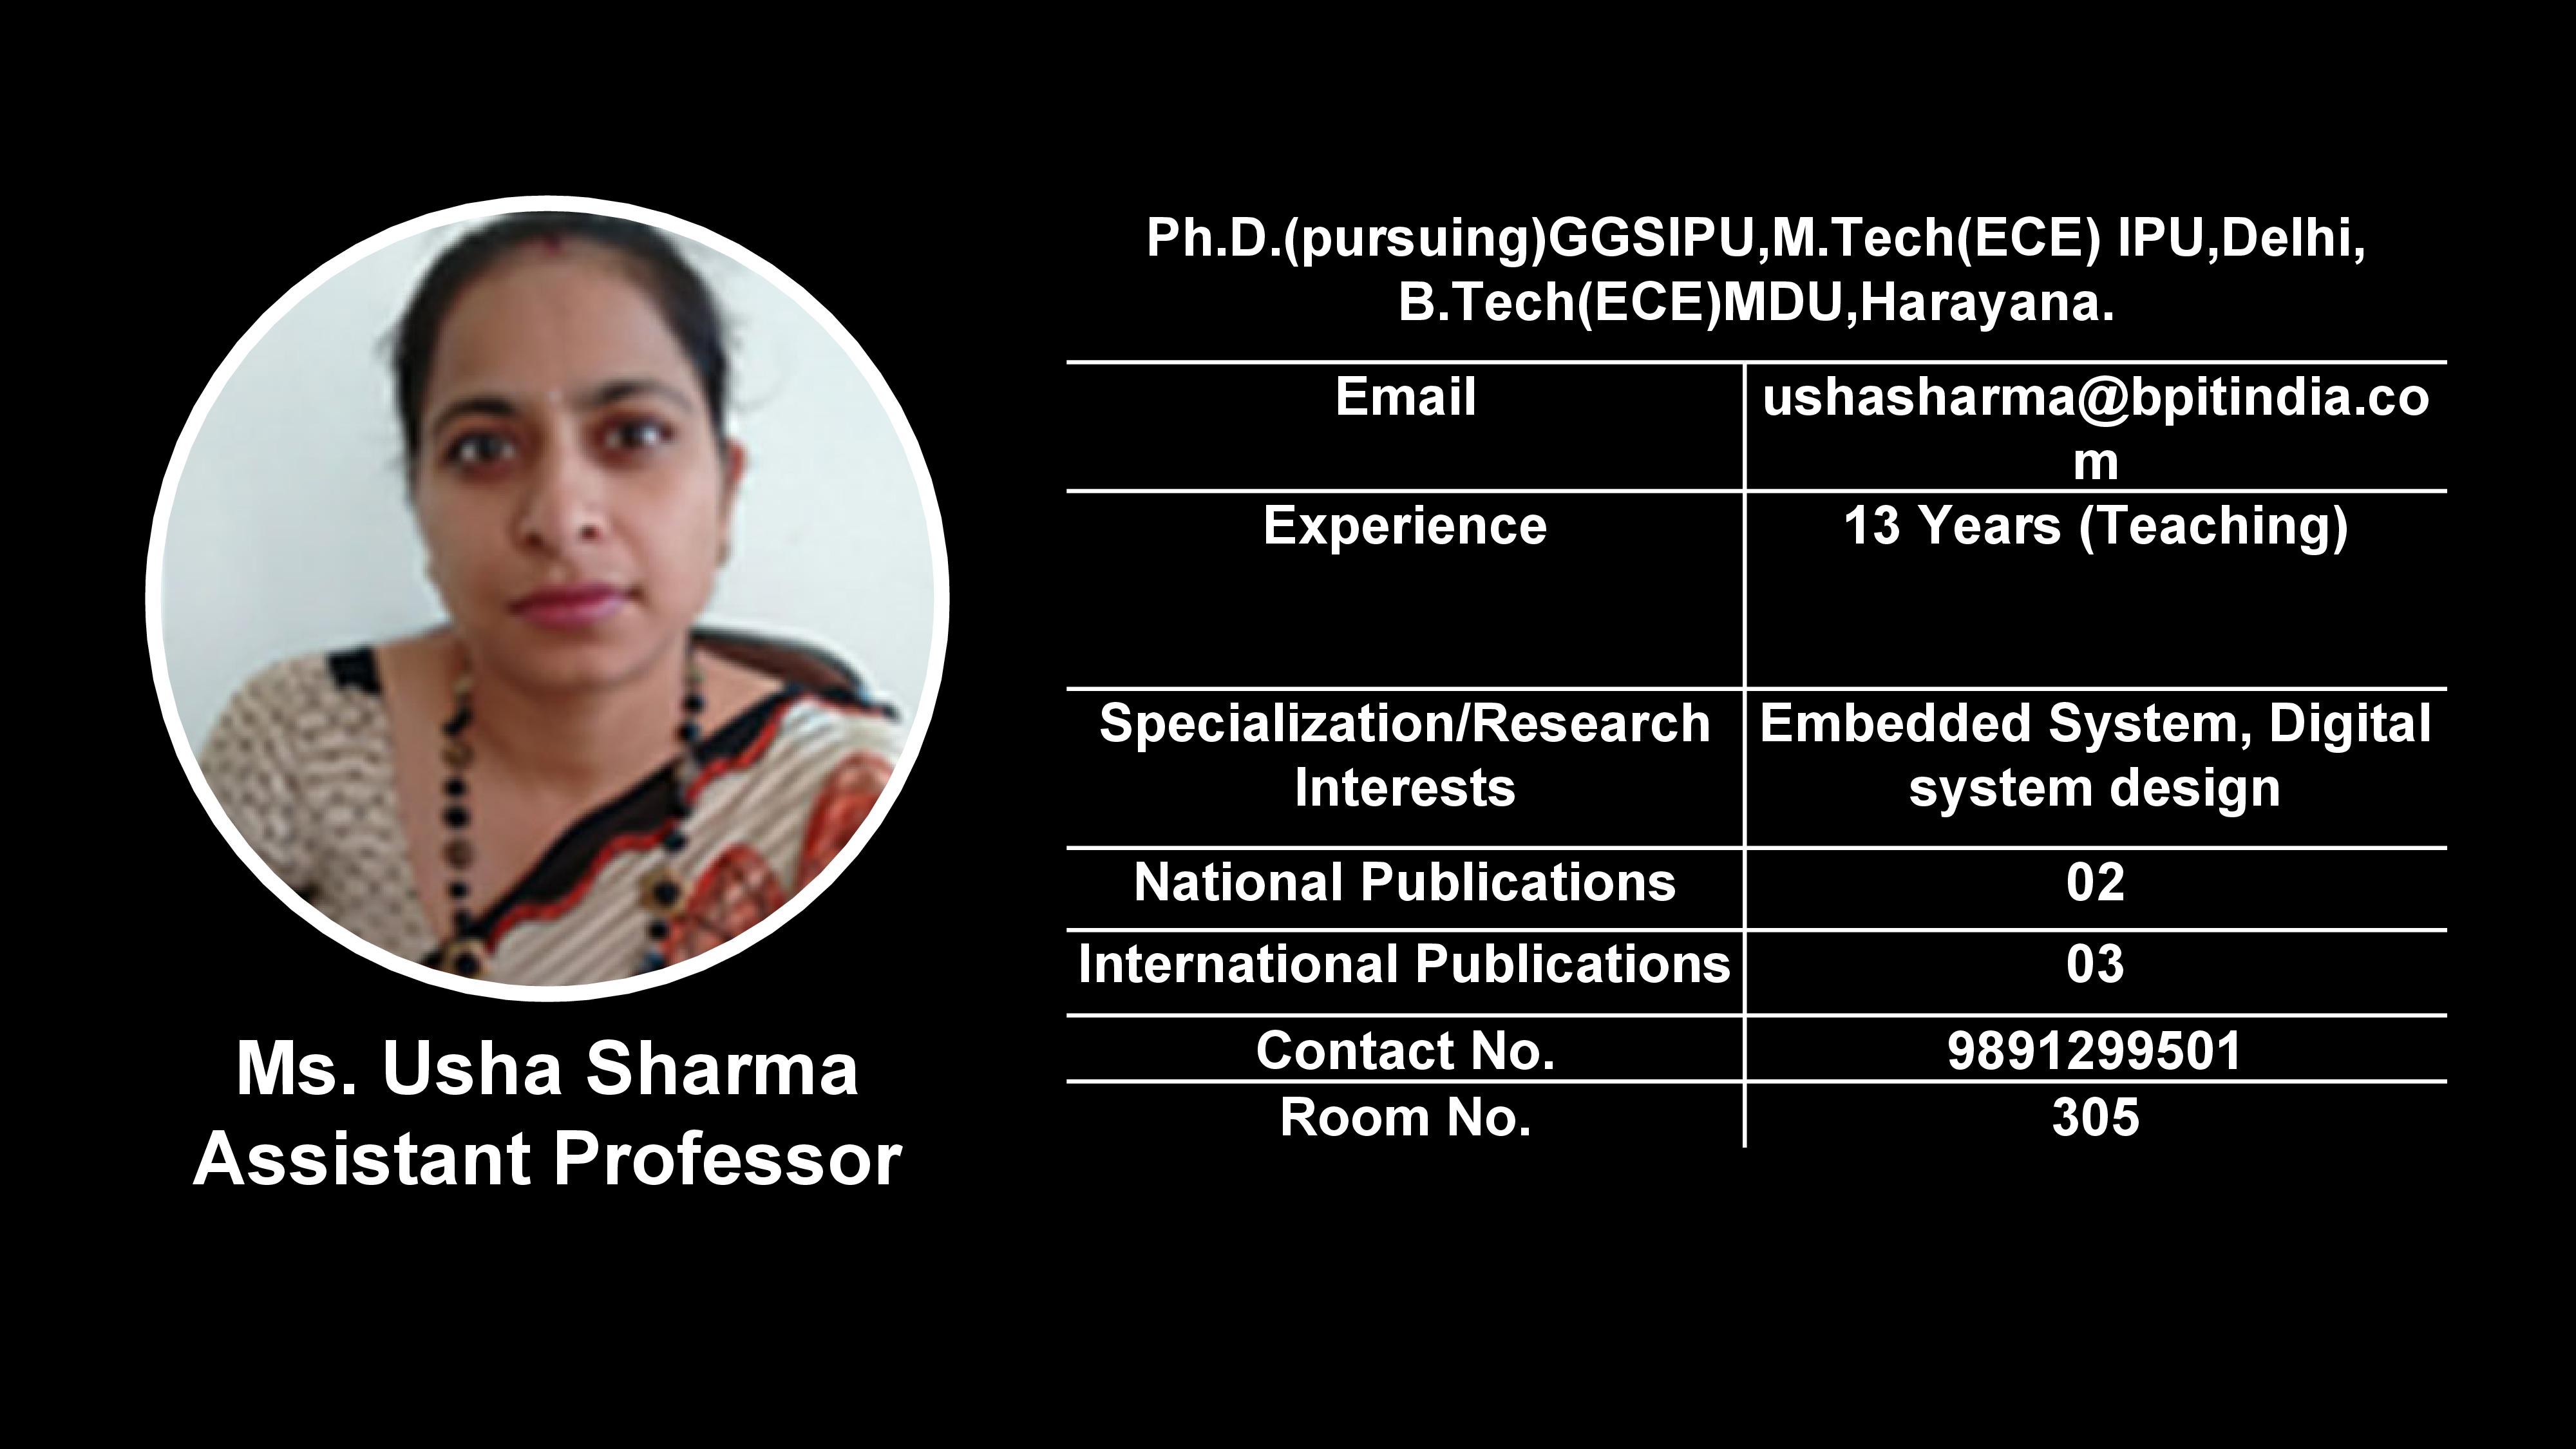 Ph.D.(pursuing)GGSIPU,M.Tech(ECE) IPU,Delhi,
B.Tech(ECE)MDU,Harayana.
Email
ushasharma@bpitindia.co
m
Experience
13 Years (Teaching)
Specialization/Research
Interests
Embedded System, Digital
system design
National Publications
02
International Publications
03
Contact No.
9891299501
Room No.
305
Ms. Usha Sharma
Assistant Professor